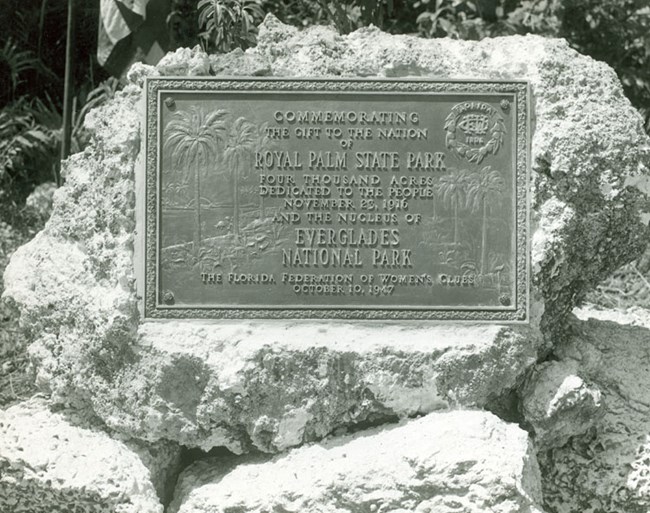 COMMEMORATING
THE GIFT TO THE NATION
OF
ROYAL PALM STATE PARK
FOUR THOUSAND ACRES
DEDICATED TO THE PEOPLE
NOVEMBER 23, 1916
AND THE NUCLEUS OF
EVERGLADES
NATIONAL PARK
THE FLORIDA FEDERATION OF WOMEN'S CLUBS
OCTOBER 10, 1947